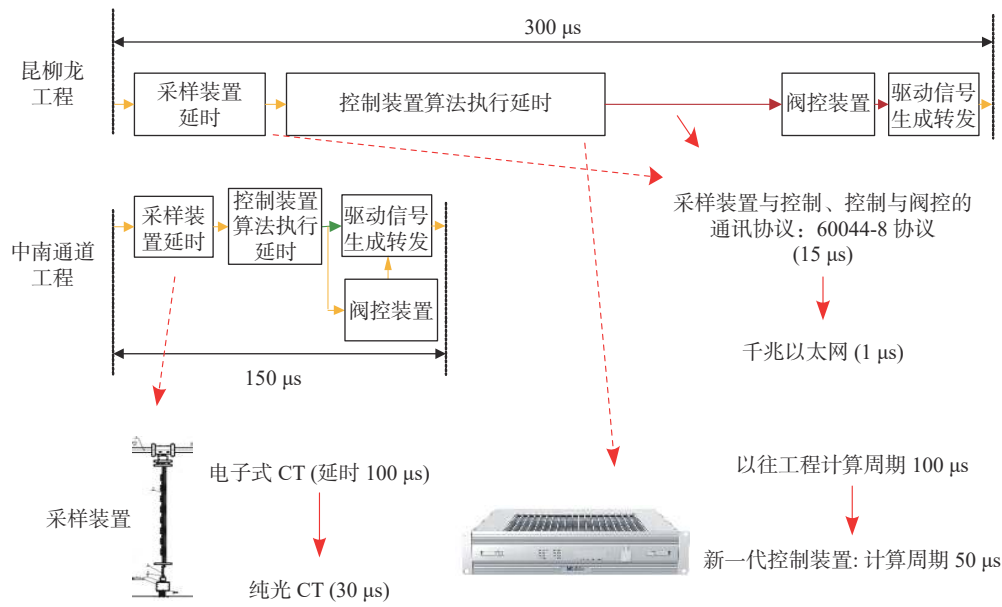 300 μs
昆柳龙
工程
采样装置
延时
控制装置算法执行延时
阀控装置
驱动信号
生成转发
中南通道
工程
采样装
置延时
控制装置
算法执行
延时
驱动信号
生成转发
阀控装置
150 μs
采样装置与控制、控制与阀控的
通讯协议：60044-8 协议
(15 μs)
千兆以太网 (1 μs)
采样装置
电子式 CT (延时 100 μs)
纯光 CT (30 μs)
以往工程计算周期 100 μs
新一代控制装置: 计算周期 50 μs